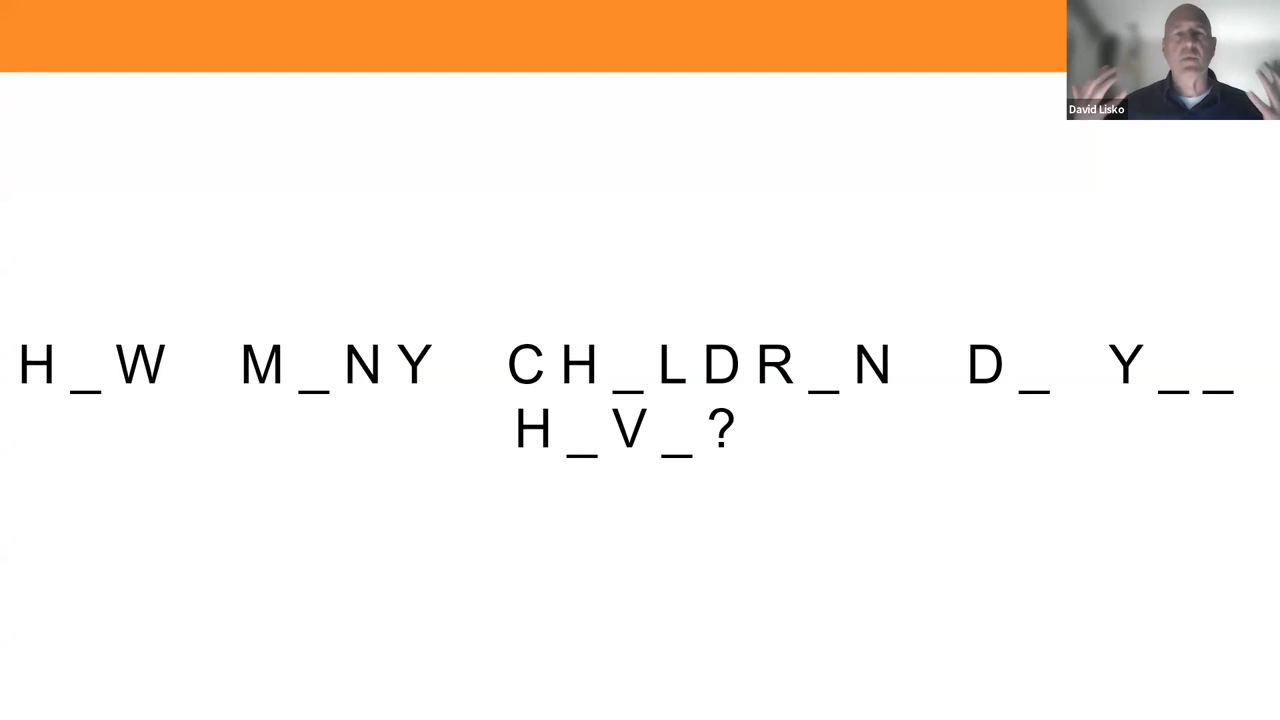 David Lisko
H _ W   M _ N Y   C H _ L D R _ N   D _   Y _ _
H _ V _ ?